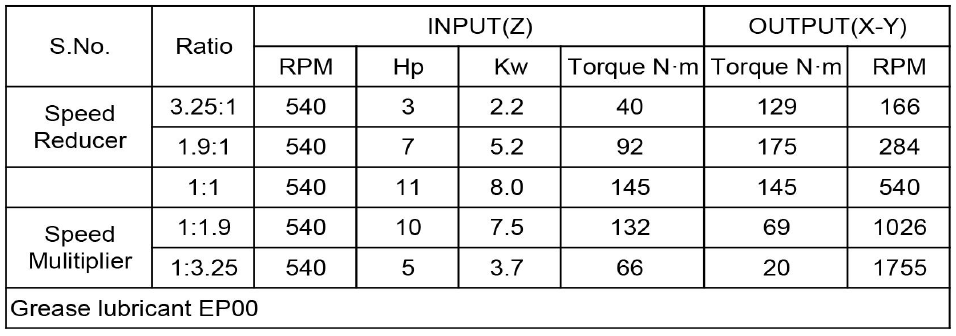 S.No. Ratio INPUT(Z) OUTPUT(X-Y)
RPM Hp Kw Torque N·m Torque N·m RPM
Speed Reducer 3.25:1 540 3 2.2 40 129 166
1.9:1 540 7 5.2 92 175 284
1:1 540 11 8.0 145 145 540
Speed Mulitiplier 1:1.9 540 10 7.5 132 69 1026
1:3.25 540 5 3.7 66 20 1755
Grease lubricant EP00